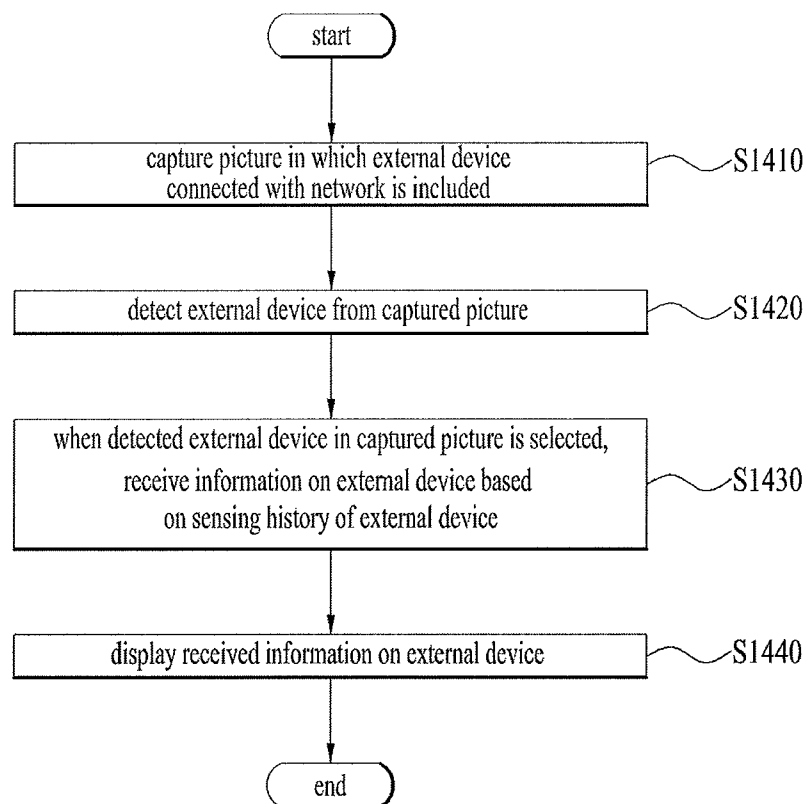 start
capture picture in which external device
connected with network is included
S1410
detect external device from captured picture
S1420
when detected external device in captured picture is selected,
receive information on external device based
on sensing history of external device
S1430
display received information on external device
S1440
end